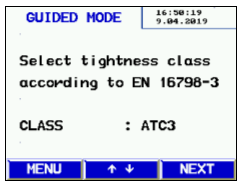 GUIDED MODE
16:50:19
9.04.2019
Select tightness class
according to EN 16798-3
CLASS : ATC3
MENU ↑ ↓ NEXT